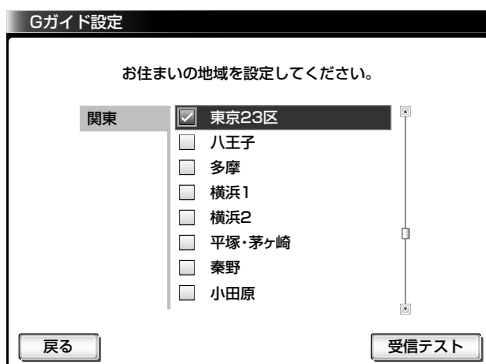 Gガイド設定
お住まいの地域を設定してください。
関東
東京23区
八王子
多摩
横浜1
横浜2
平塚・茅ヶ崎
秦野
小田原
戻る
受信テスト